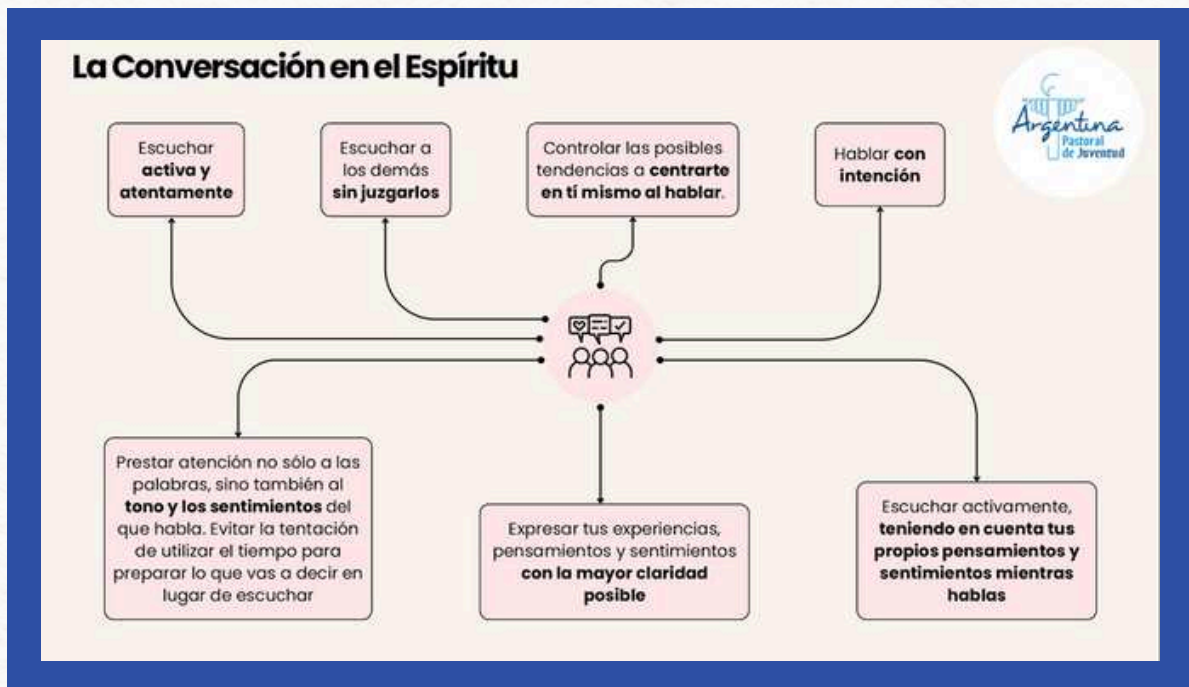 La Conversación en el Espíritu
Argentina
Pastoral
de Juventud
Escuchar
activa y
atentamente
Escuchar a
los demás
sin juzgarlos
Controlar las posibles
tendencias a centrarte
en tí mismo al hablar.
Hablar con
intención
Prestar atención no sólo a las
palabras, sino también al
tono y los sentimientos del
que habla. Evitar la tentación
de utilizar el tiempo para
preparar lo que vas a decir en
lugar de escuchar
Expresar tus experiencias,
pensamientos y sentimientos
con la mayor claridad
posible
Escuchar activamente,
teniendo en cuenta tus
propios pensamientos y
sentimientos mientras
hablas